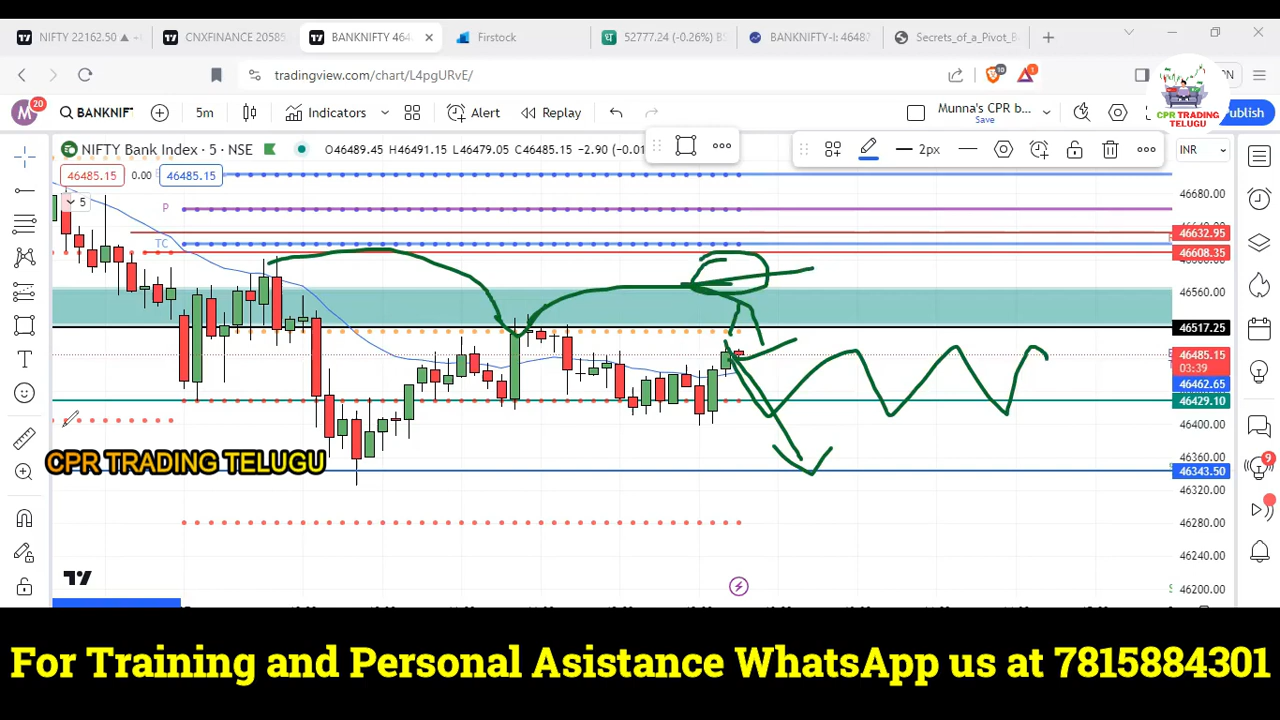 NIFTY 22162.50
CNXFINANCE 20585
BANKNIFTY 464
Firstock
52777.24 (-0.26%) B
BANKNIFTY-I: 4648
Secrets_of_a_Pivot_B
tradingview.com/chart/L4pgURvE/
CPR TRADING
TELUGU
M
20
BANKNIF
5m
Indicators
Alert
Replay
Munna's CPR b...
Save
Publish
NIFTY Bank Index · 5 · NSE
O46489.45 H46491.15 L46479.05 C46485.15 −2.90 (−0.01
2px
INR
46485.15
0.00
46485.15
5
P
TC
46680.00
46632.95
46608.35
46560.00
46517.25
46485.15
03:39
46462.65
46429.10
46400.00
46360.00
46343.50
46320.00
46280.00
46240.00
46200.00
9
CPR TRADING TELUGU
For Training and Personal Asistance WhatsApp us at 7815884301